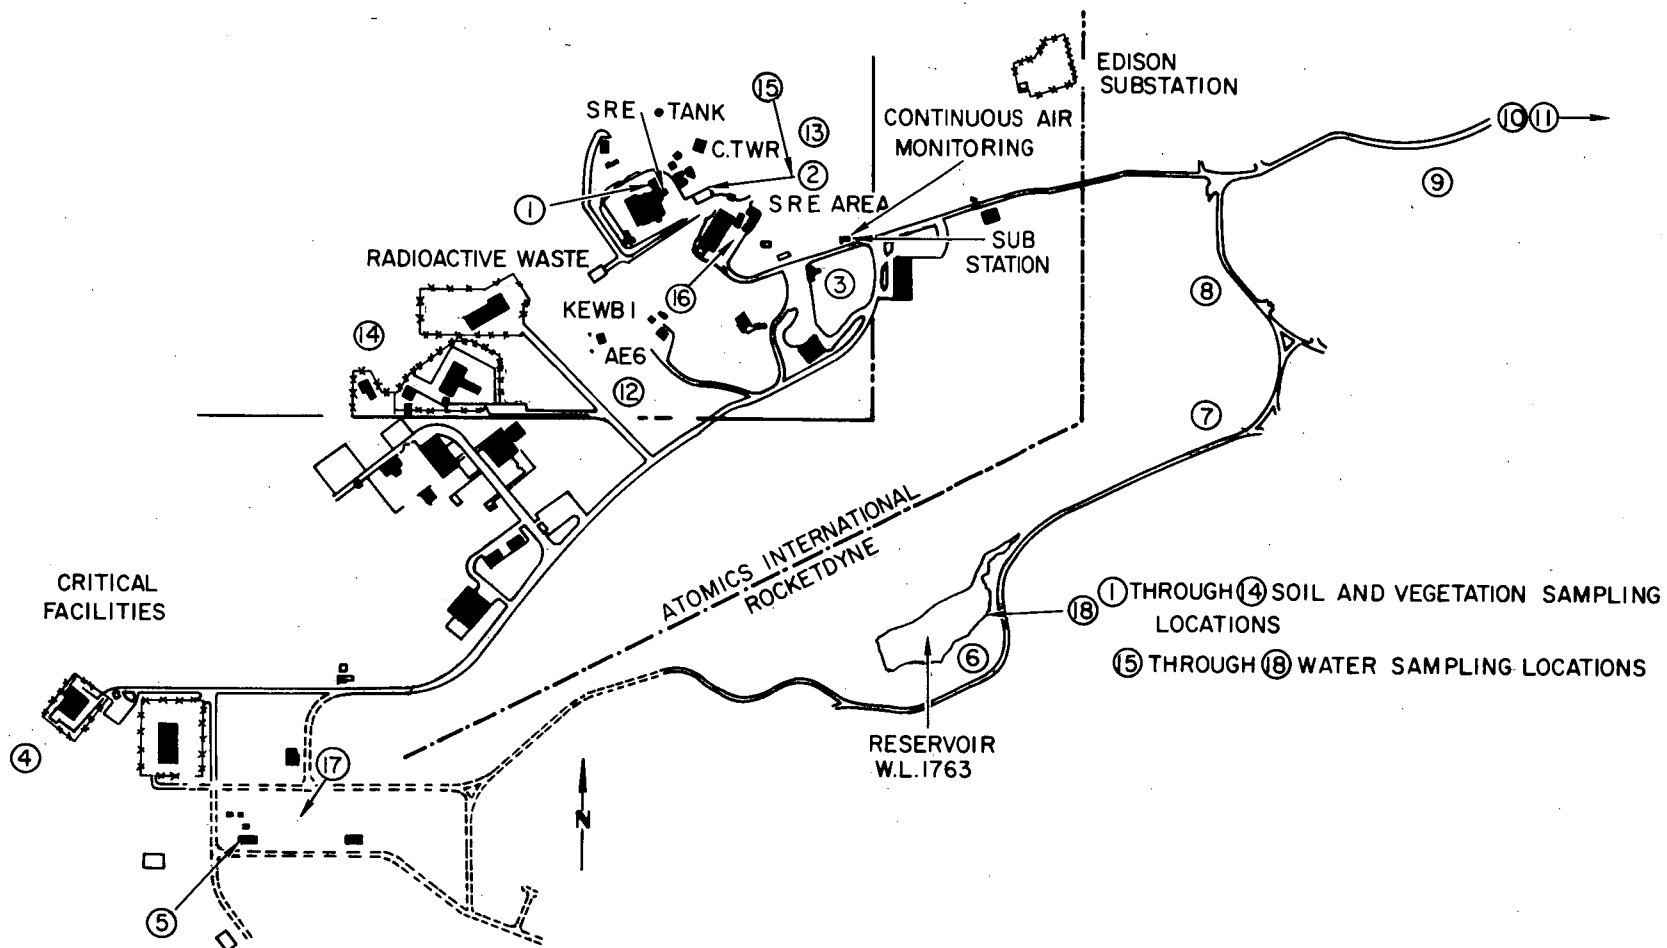 EDISON
SUBSTATION
⑮
SRE
TANK
CONTINUOUS AIR
MONITORING
⑩⑪
⑬
C.TWR
②
⑨
①
SRE AREA
SUB
STATION
RADIOACTIVE WASTE
③
⑧
⑯
KEWB I
⑭
AE6
⑫
⑦
ATOMICS INTERNATIONAL
ROCKETDYNE
CRITICAL
FACILITIES
⑱
① THROUGH ⑭ SOIL AND VEGETATION SAMPLING
LOCATIONS
⑮ THROUGH ⑱ WATER SAMPLING LOCATIONS
⑥
RESERVOIR
W.L.1763
④
⑰
N
⑤